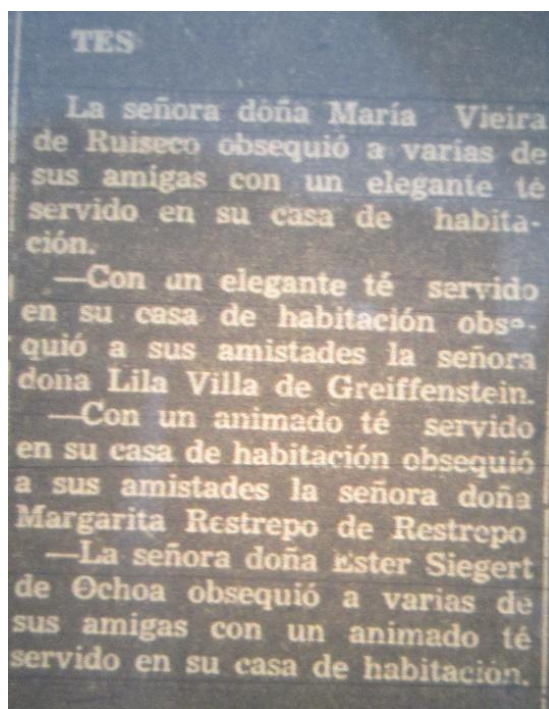 TES
La señora doña María Vieira
de Ruiseco obsequió a varias de
sus amigas con un elegante té
servido en su casa de habita-
ción.
—Con un elegante té servido
en su casa de habitación obse-
quió a sus amistades la señora
doña Lila Villa de Greiffenstein.
—Con un animado té servido
en su casa de habitación obsequió
a sus amistades la señora doña
Margarita Restrepo de Restrepo
—La señora doña Ester Siegert
de Ochoa obsequió a varias de
sus amigas con un animado té
servido en su casa de habitación.